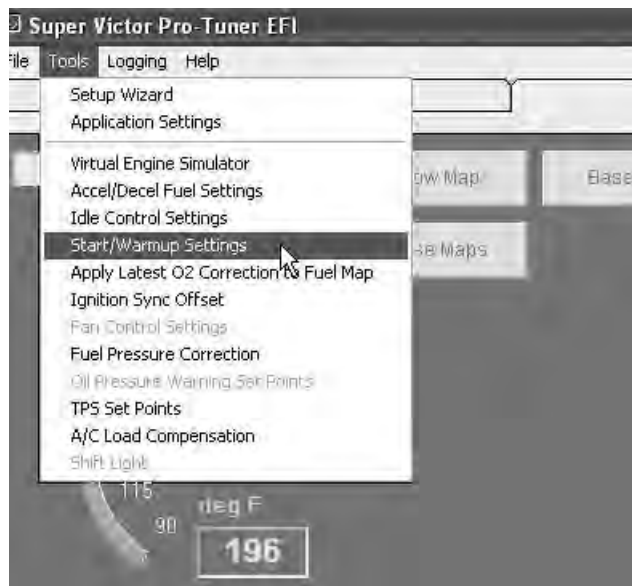 Super Victor Pro-Tuner EFI
File Tools Logging Help
Setup Wizard
Application Settings
Virtual Engine Simulator
Accel/Decel Fuel Settings
Idle Control Settings
Start/Warmup Settings
Apply Latest O2 Correction to Fuel Map
Ignition Sync Offset
Fan Control Settings
Fuel Pressure Correction
Oil Pressure Warning Set Points
TPS Set Points
A/C Load Compensation
Shift Light
Map Base
Maps
115
90
deg F
196